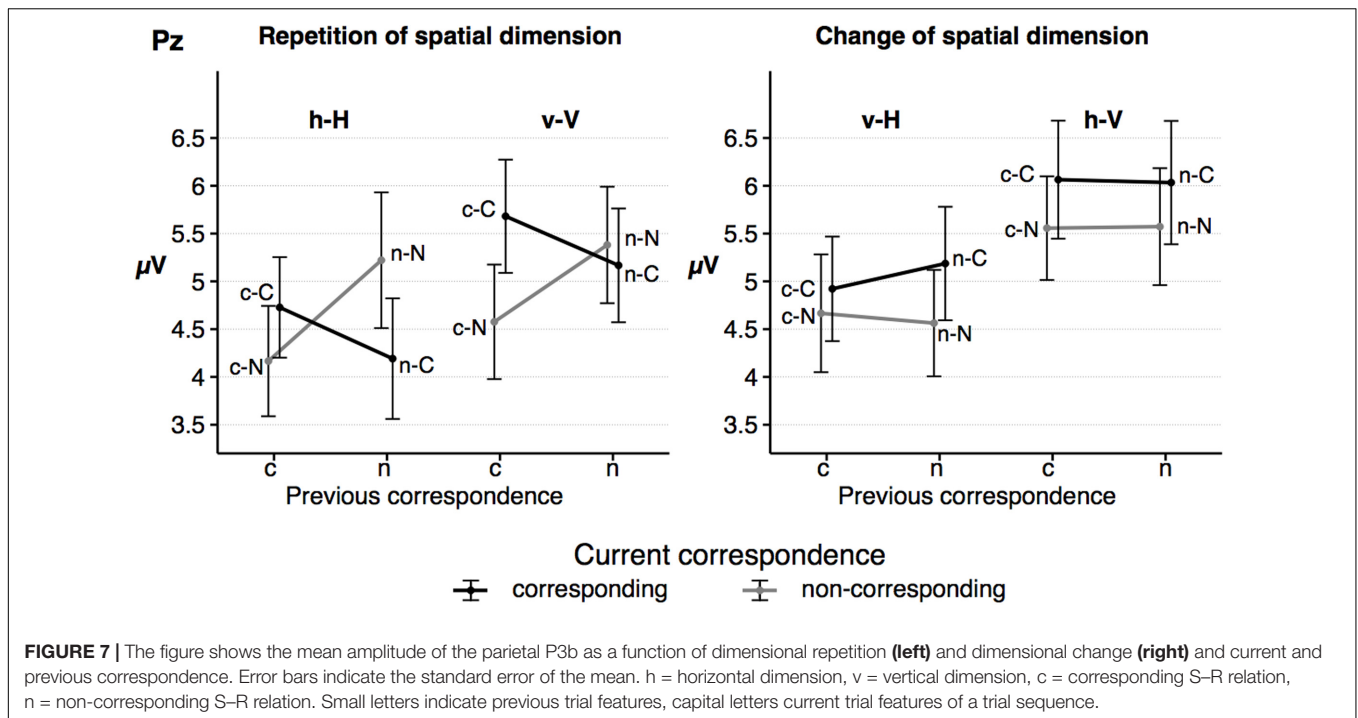 Pz
Repetition of spatial dimension
Change of spatial dimension
h-H
v-V
v-H
h-V
6.5
6
5.5
5
4.5
4
3.5
µV
c-C
c-N
n-N
n-C
c-C
c-N
n-N
n-C
c
n
c
n
Previous correspondence
6.5
6
5.5
5
4.5
4
3.5
µV
c-C
c-N
n-C
n-N
c-C
c-N
n-C
n-N
c
n
c
n
Previous correspondence
Current correspondence
corresponding
non-corresponding
FIGURE 7 | The figure shows the mean amplitude of the parietal P3b as a function of dimensional repetition (left) and dimensional change (right) and current and
previous correspondence. Error bars indicate the standard error of the mean. h = horizontal dimension, v = vertical dimension, c = corresponding S–R relation,
n = non-corresponding S–R relation. Small letters indicate previous trial features, capital letters current trial features of a trial sequence.